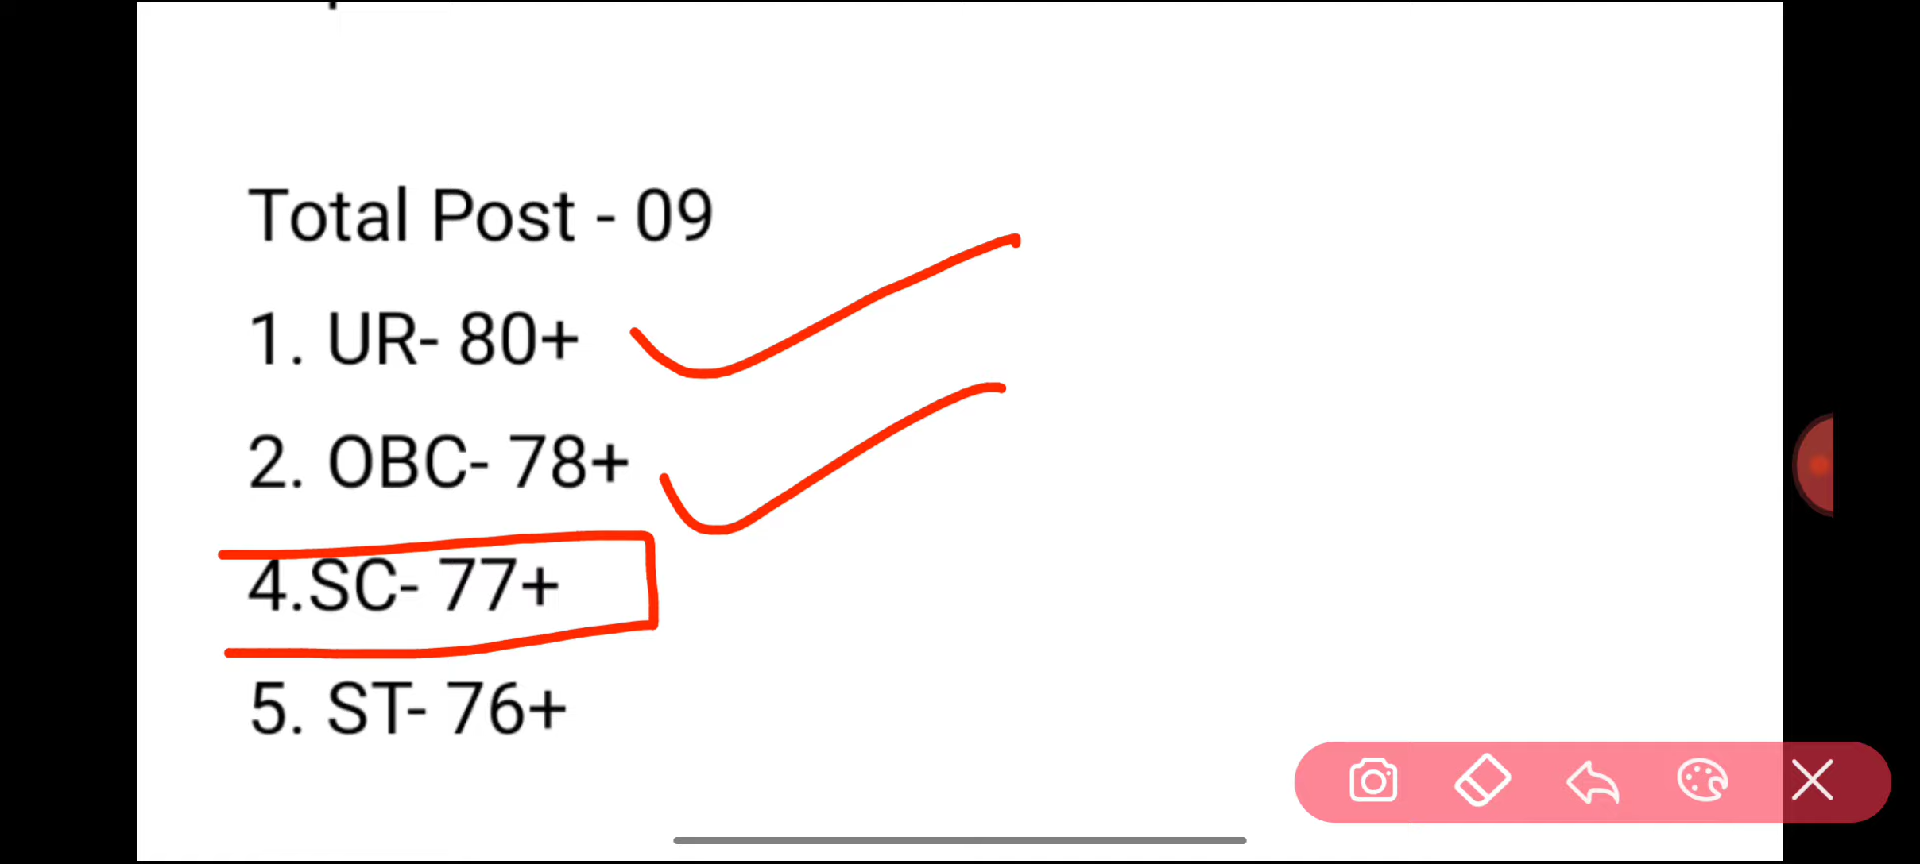 Total Post - 09
1. UR- 80+
2. OBC- 78+
4.SC- 77+
5. ST- 76+